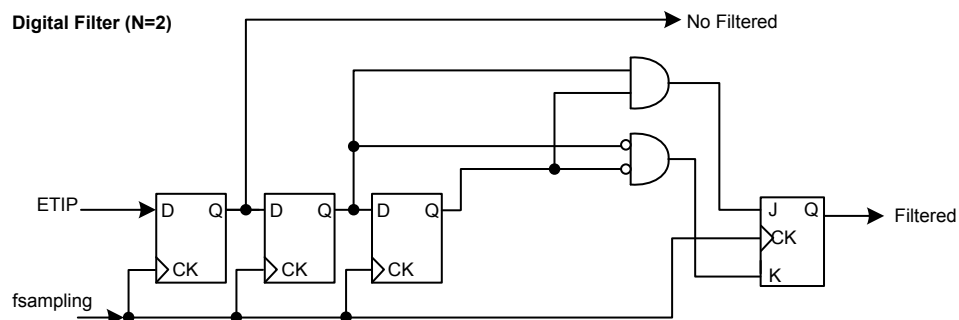 Digital Filter (N=2)
No Filtered
ETIP
D Q
D Q
D Q
J Q
Filtered
CK
CK
CK
CK
K
fsampling